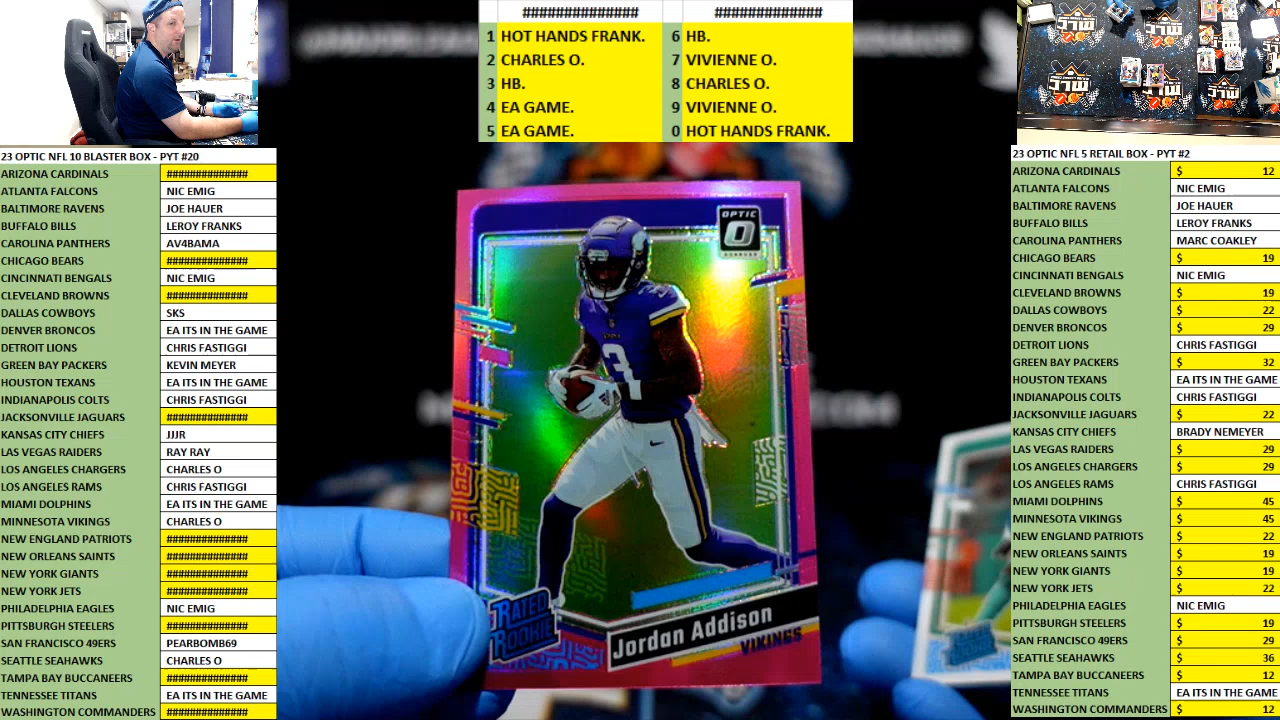 ##############
#############
1 HOT HANDS FRANK.
6 HB.
2 CHARLES O.
7 VIVIENNE O.
3 HB.
8 CHARLES O.
4 EA GAME.
9 VIVIENNE O.
5 EA GAME.
0 HOT HANDS FRANK.
23 OPTIC NFL 10 BLASTER BOX - PYT #20
ARIZONA CARDINALS ##############
ATLANTA FALCONS NIC EMIG
BALTIMORE RAVENS JOE HAUER
BUFFALO BILLS LEROY FRANKS
CAROLINA PANTHERS AV4BAMA
CHICAGO BEARS ##############
CINCINNATI BENGALS NIC EMIG
CLEVELAND BROWNS ##############
DALLAS COWBOYS SKS
DENVER BRONCOS EA ITS IN THE GAME
DETROIT LIONS CHRIS FASTIGGI
GREEN BAY PACKERS KEVIN MEYER
HOUSTON TEXANS EA ITS IN THE GAME
INDIANAPOLIS COLTS CHRIS FASTIGGI
JACKSONVILLE JAGUARS ##############
KANSAS CITY CHIEFS JJJR
LAS VEGAS RAIDERS RAY RAY
LOS ANGELES CHARGERS CHARLES O
LOS ANGELES RAMS CHRIS FASTIGGI
MIAMI DOLPHINS EA ITS IN THE GAME
MINNESOTA VIKINGS CHARLES O
NEW ENGLAND PATRIOTS ##############
NEW ORLEANS SAINTS ##############
NEW YORK GIANTS ##############
NEW YORK JETS ##############
PHILADELPHIA EAGLES NIC EMIG
PITTSBURGH STEELERS ##############
SAN FRANCISCO 49ERS PEARBOMB69
SEATTLE SEAHAWKS CHARLES O
TAMPA BAY BUCCANEERS ##############
TENNESSEE TITANS EA ITS IN THE GAME
WASHINGTON COMMANDERS ##############
OPTIC
3
RATED
ROOKIE
Jordan Addison
VIKINGS
23 OPTIC NFL 5 RETAIL BOX - PYT #2
ARIZONA CARDINALS $ 12
ATLANTA FALCONS NIC EMIG
BALTIMORE RAVENS JOE HAUER
BUFFALO BILLS LEROY FRANKS
CAROLINA PANTHERS MARC COAKLEY
CHICAGO BEARS $ 19
CINCINNATI BENGALS NIC EMIG
CLEVELAND BROWNS $ 19
DALLAS COWBOYS $ 22
DENVER BRONCOS $ 29
DETROIT LIONS CHRIS FASTIGGI
GREEN BAY PACKERS $ 32
HOUSTON TEXANS EA ITS IN THE GAME
INDIANAPOLIS COLTS CHRIS FASTIGGI
JACKSONVILLE JAGUARS $ 22
KANSAS CITY CHIEFS BRADY NEMEYER
LAS VEGAS RAIDERS $ 29
LOS ANGELES CHARGERS $ 29
LOS ANGELES RAMS CHRIS FASTIGGI
MIAMI DOLPHINS $ 45
MINNESOTA VIKINGS $ 45
NEW ENGLAND PATRIOTS $ 22
NEW ORLEANS SAINTS $ 19
NEW YORK GIANTS $ 19
NEW YORK JETS $ 22
PHILADELPHIA EAGLES NIC EMIG
PITTSBURGH STEELERS $ 19
SAN FRANCISCO 49ERS $ 29
SEATTLE SEAHAWKS $ 36
TAMPA BAY BUCCANEERS $ 12
TENNESSEE TITANS EA ITS IN THE GAME
WASHINGTON COMMANDERS $ 12